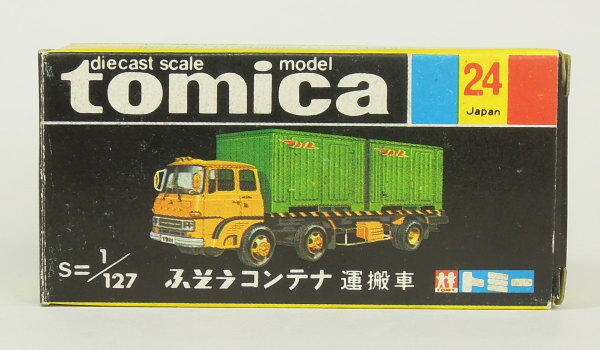 diecast scale model
tomica
24
Japan
S=1/127
ふそうコンテナ 運搬車
TOMY トミー